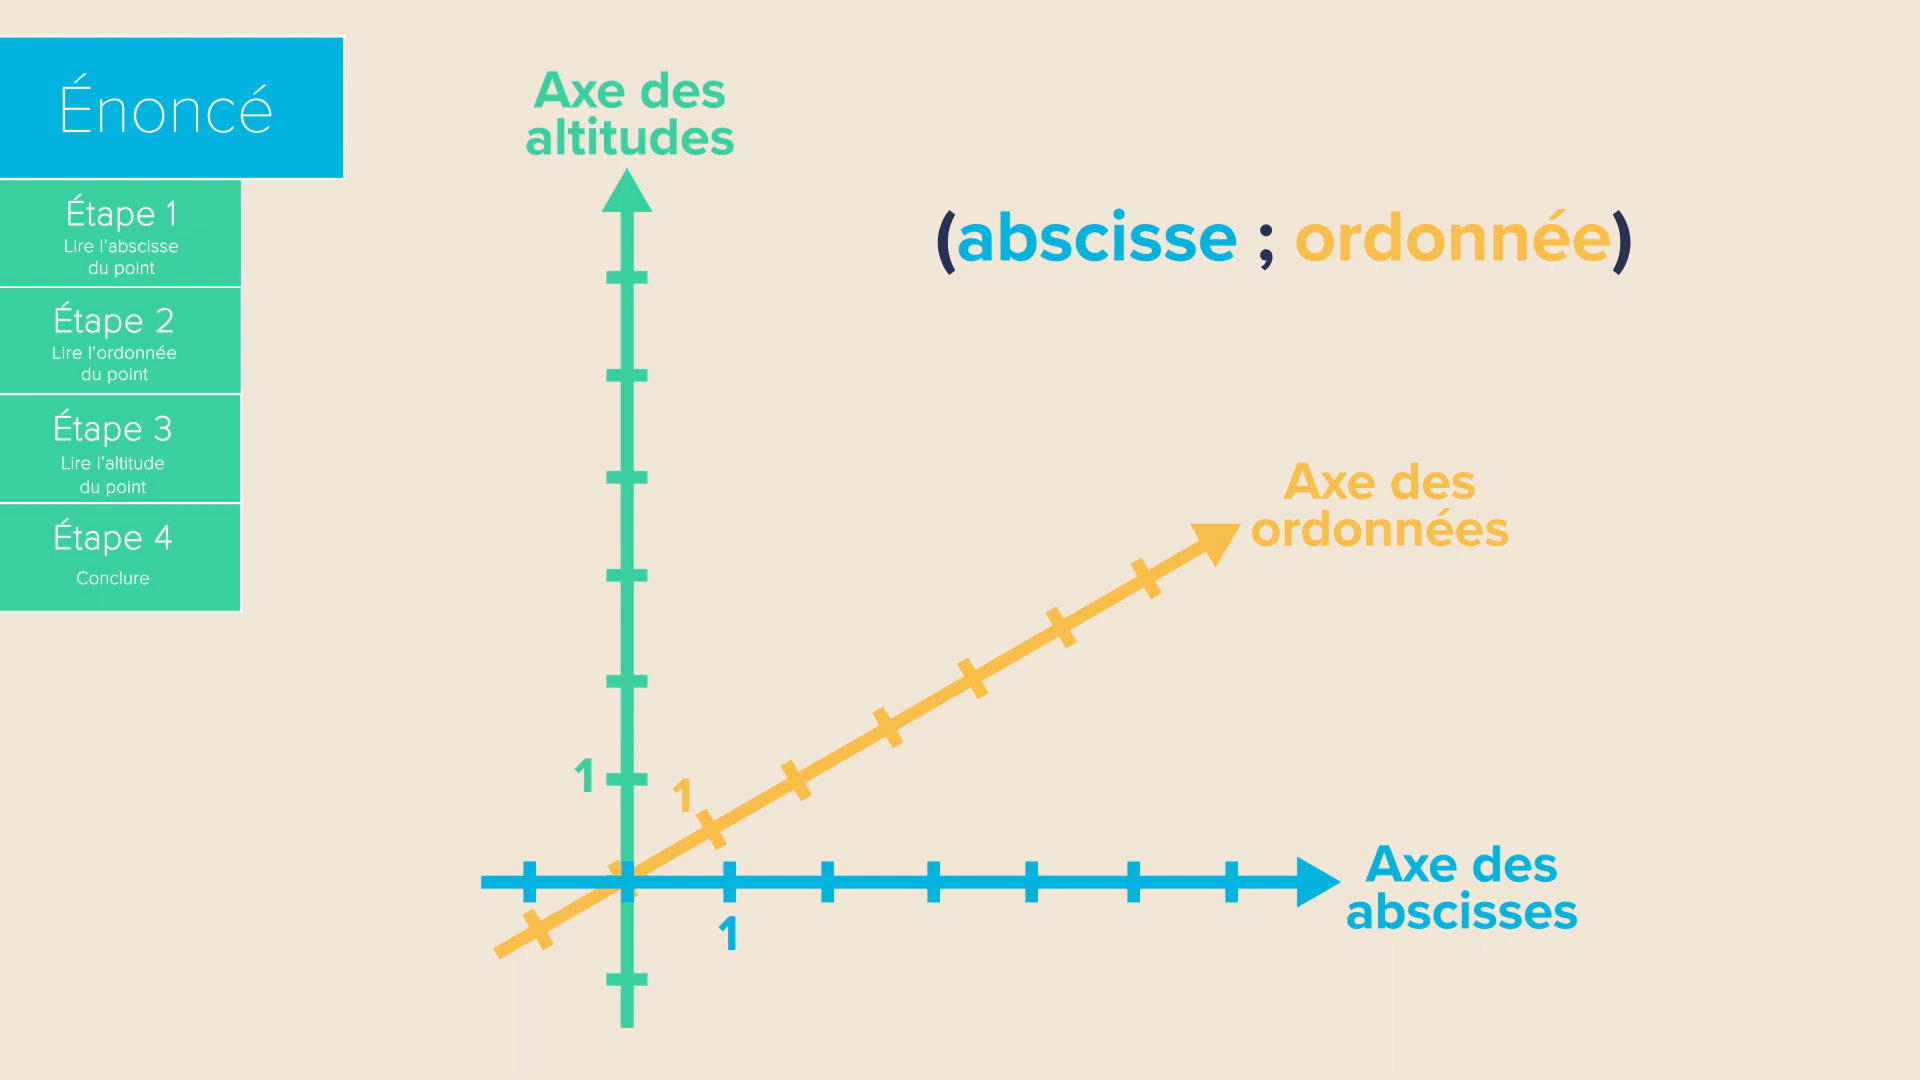 Énoncé
Étape 1
Lire l'abscisse
du point
Étape 2
Lire l'ordonnée
du point
Étape 3
Lire l'altitude
du point
Étape 4
Conclure
Axe des
altitudes
(abscisse ; ordonnée)
Axe des
ordonnées
1
1
Axe des
abscisses
1